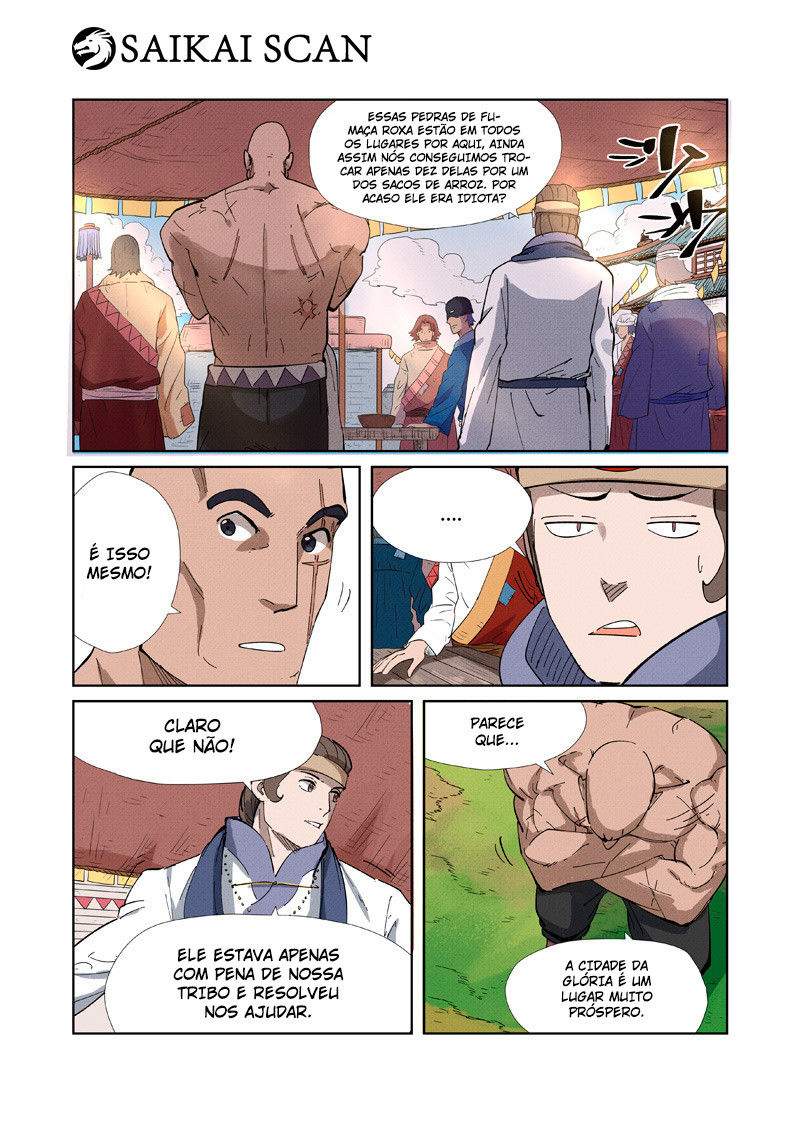 SAIKAI SCAN
ESSAS PEDRAS DE FU-
MAÇA ROXA ESTÃO EM TODOS
OS LUGARES POR AQUI, AINDA
ASSIM NÓS CONSEGUIMOS TRO-
CAR APENAS DEZ DELAS POR UM
DOS SACOS DE ARROZ. POR
ACASO ELE ERA IDIOTA?
É ISSO
MESMO!
....
CLARO
QUE NÃO!
ELE ESTAVA APENAS
COM PENA DE NOSSA
TRIBO E RESOLVEU
NOS AJUDAR.
PARECE
QUE...
A CIDADE DA
GLÓRIA É UM
LUGAR MUITO
PRÓSPERO.